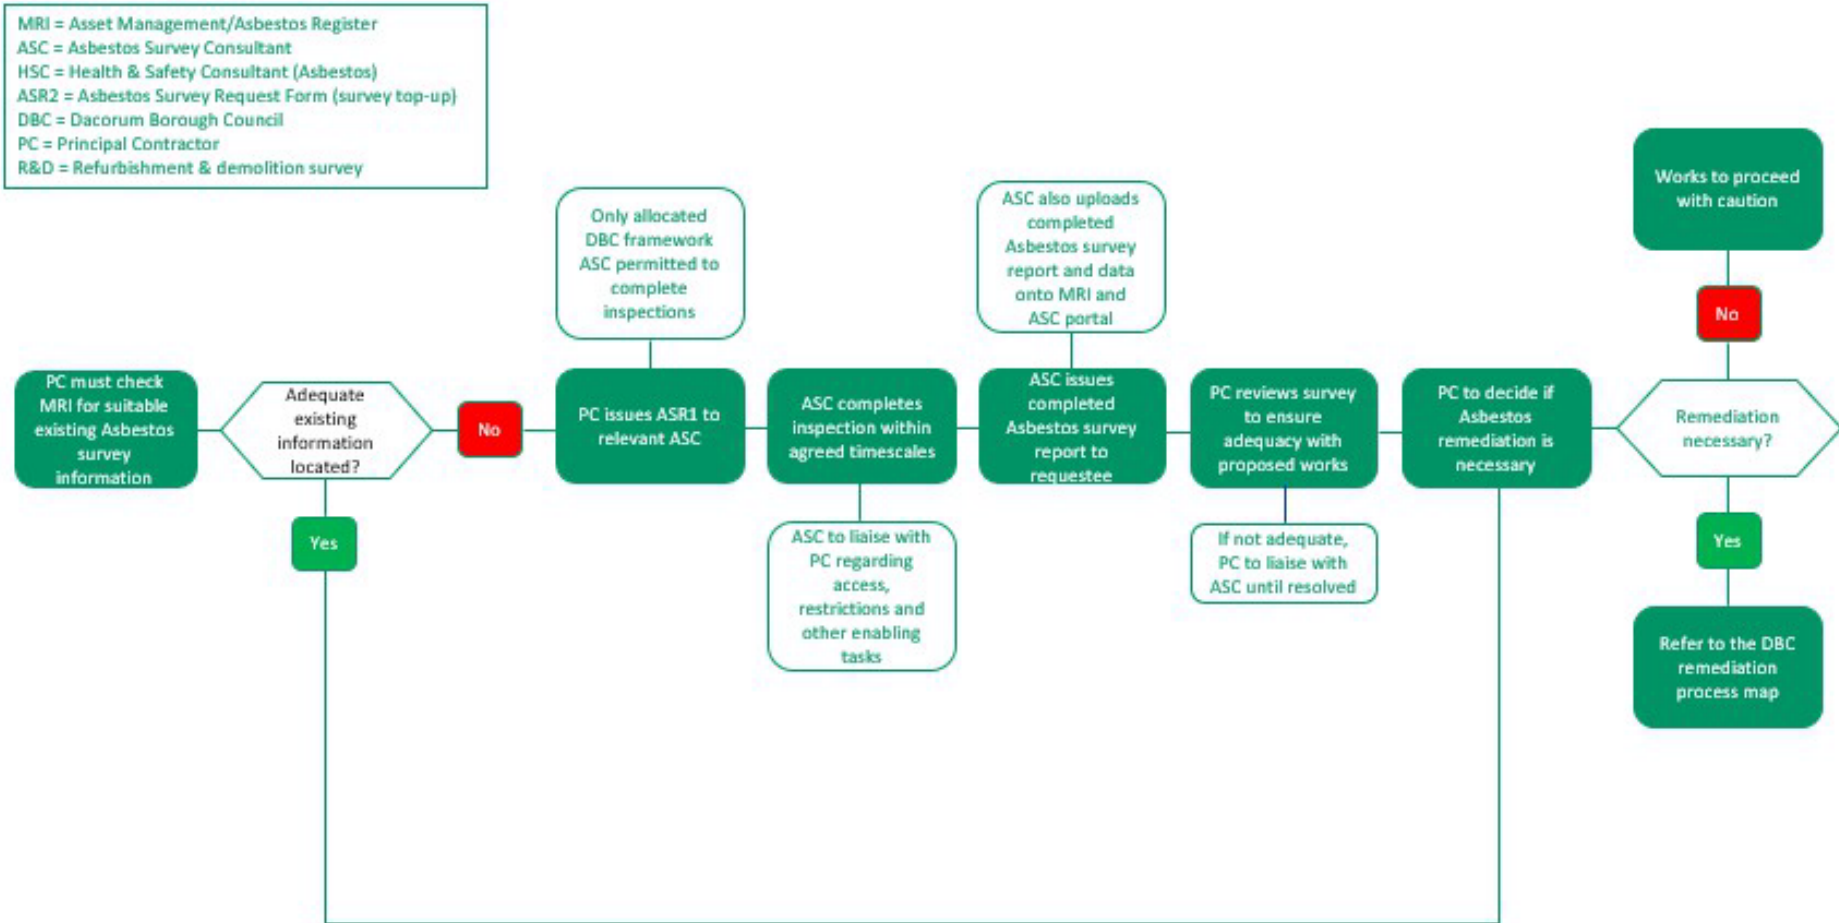 MRI = Asset Management/Asbestos Register
ASC = Asbestos Survey Consultant
HSC = Health & Safety Consultant (Asbestos)
ASR2 = Asbestos Survey Request Form (survey top-up)
DBC = Dacorum Borough Council
PC = Principal Contractor
R&D = Refurbishment & demolition survey
PC must check
MRI for suitable
existing Asbestos
survey
information
Adequate
existing
information
located?
No
Yes
Only allocated
DBC framework
ASC permitted to
complete
inspections
PC issues ASR1 to
relevant ASC
ASC completes
inspection within
agreed timescales
ASC to liaise with
PC regarding
access,
restrictions and
other enabling
tasks
ASC also uploads
completed
Asbestos survey
report and data
onto MRI and
ASC portal
ASC issues
completed
Asbestos survey
report to
requestee
PC reviews survey
to ensure
adequacy with
proposed works
If not adequate,
PC to liaise with
ASC until resolved
PC to decide if
Asbestos
remediation is
necessary
Remediation
necessary?
No
Works to proceed
with caution
Yes
Refer to the DBC
remediation
process map